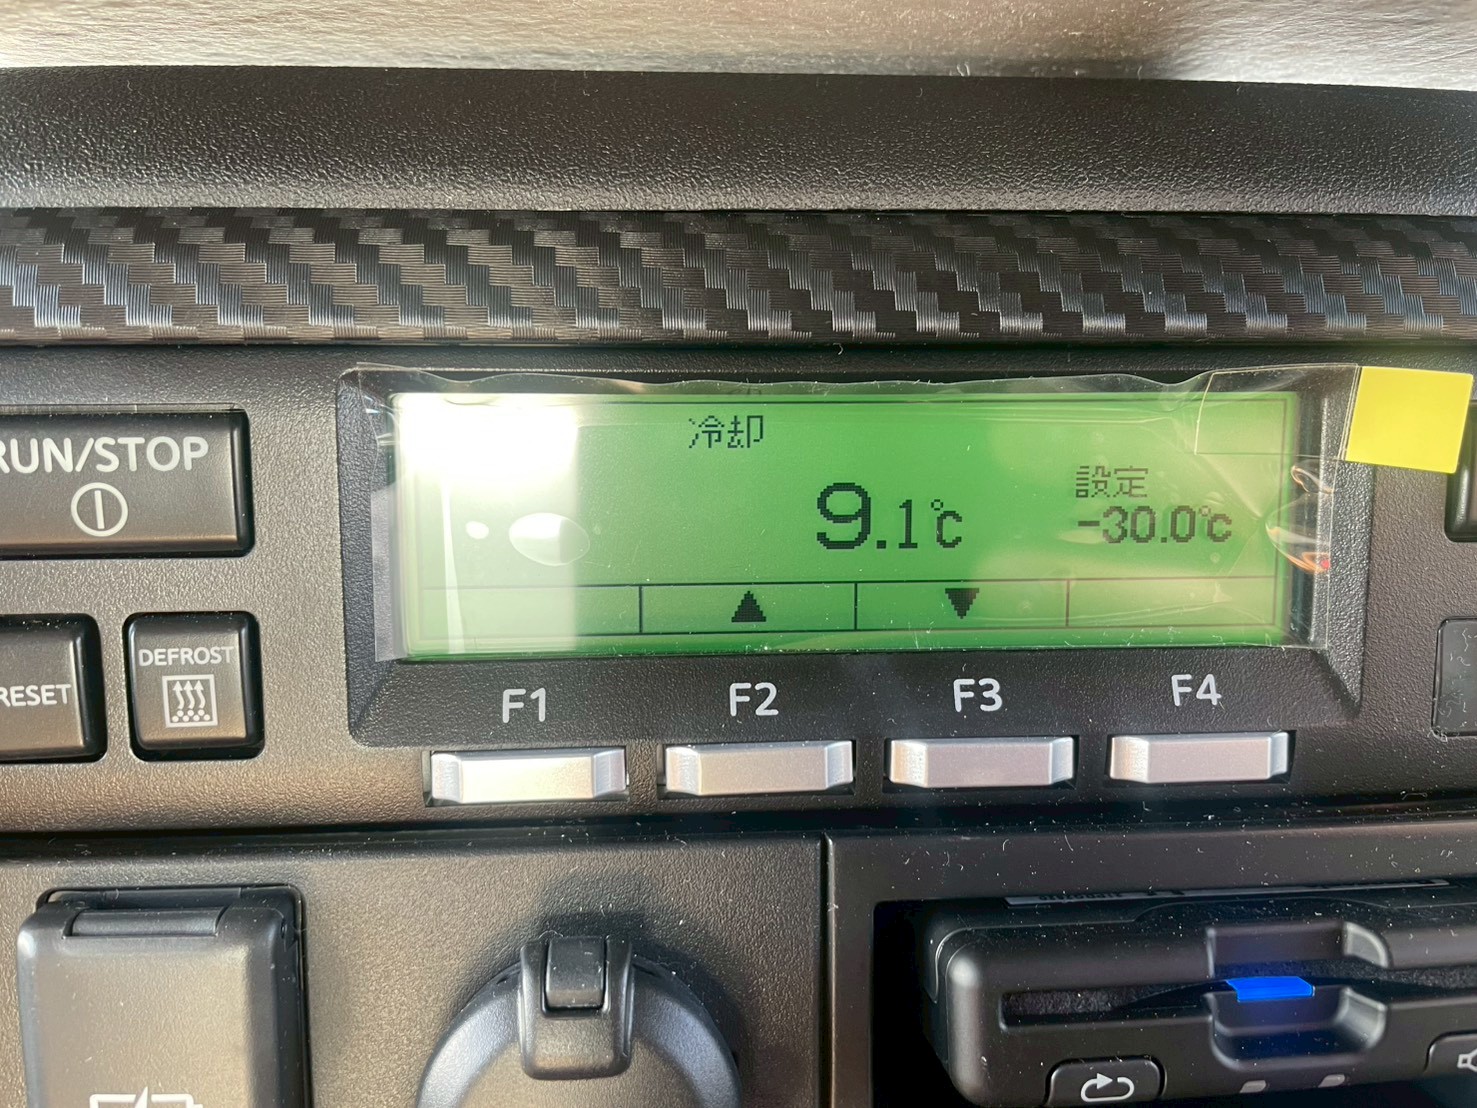 冷却
RUN/STOP
設定
9.1℃
-30.0℃
▲ ▼
RESET
DEFROST
F1 F2 F3 F4